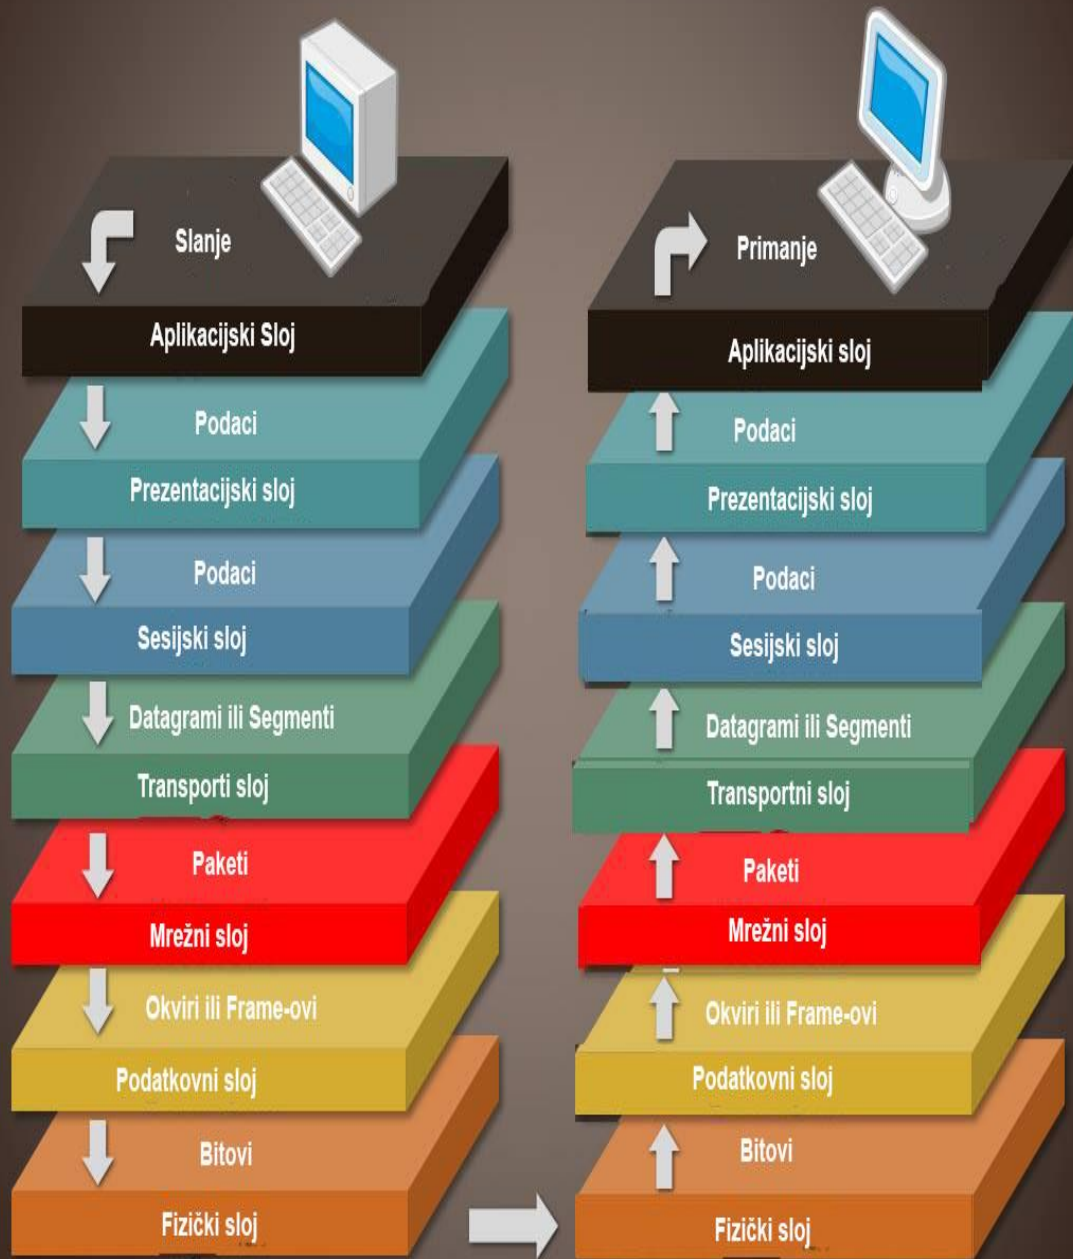 Slanje
Aplikacijski Sloj
Podaci
Prezentacijski sloj
Podaci
Sesijski sloj
Datagrami ili Segmenti
Transporti sloj
Paketi
Mrežni sloj
Okviri ili Frame-ovi
Podatkovni sloj
Bitovi
Fizički sloj
Primanje
Aplikacijski sloj
Podaci
Prezentacijski sloj
Podaci
Sesijski sloj
Datagrami ili Segmenti
Transportni sloj
Paketi
Mrežni sloj
Okviri ili Frame-ovi
Podatkovni sloj
Bitovi
Fizički sloj